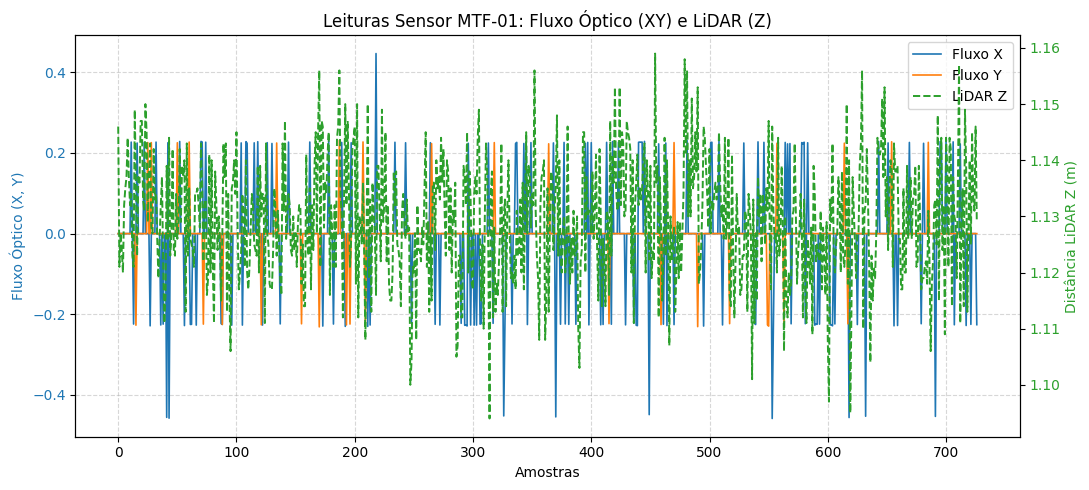 Leituras Sensor MTF-01: Fluxo Óptico (XY) e LiDAR (Z)
Fluxo X
Fluxo Y
LiDAR Z
Fluxo Óptico (X, Y)
0.4
0.2
0.0
−0.2
−0.4
1.16
1.15
1.14
1.13
1.12
1.11
1.10
Distância LiDAR Z (m)
0 100 200 300 400 500 600 700
Amostras